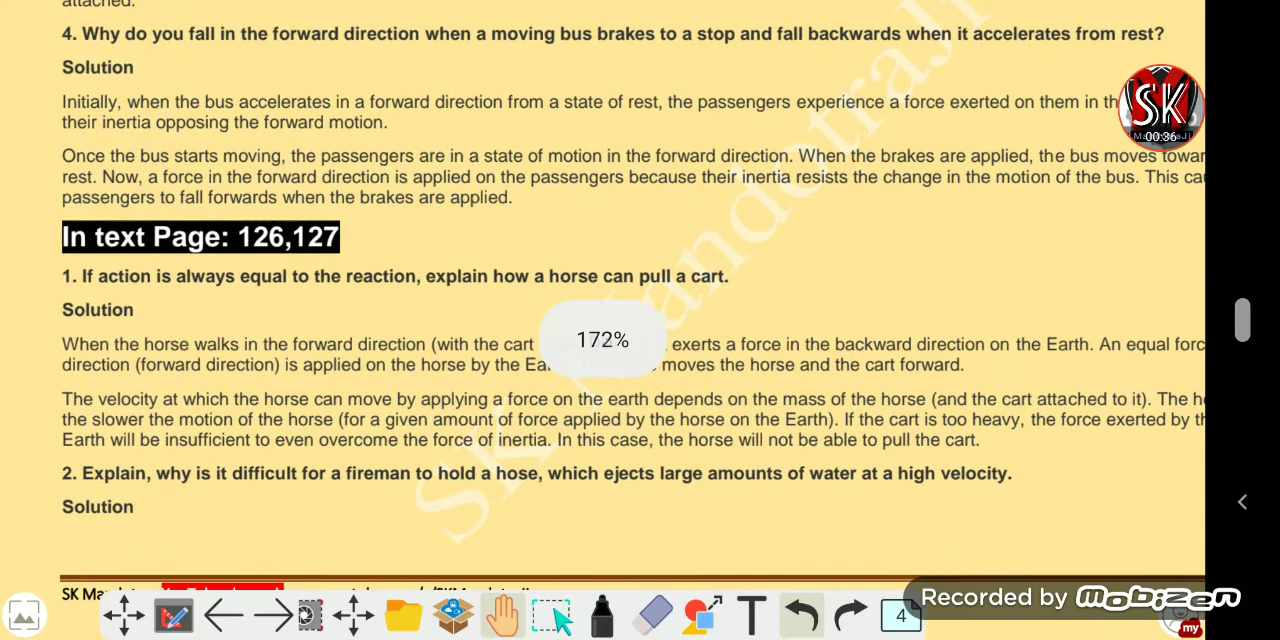 attached.
4. Why do you fall in the forward direction when a moving bus brakes to a stop and fall backwards when it accelerates from rest?
Solution
Initially, when the bus accelerates in a forward direction from a state of rest, the passengers experience a force exerted on them in th
their inertia opposing the forward motion.
Once the bus starts moving, the passengers are in a state of motion in the forward direction. When the brakes are applied, the bus moves towar
rest. Now, a force in the forward direction is applied on the passengers because their inertia resists the change in the motion of the bus. This ca
passengers to fall forwards when the brakes are applied.
In text Page: 126,127
1. If action is always equal to the reaction, explain how a horse can pull a cart.
Solution
When the horse walks in the forward direction (with the cart exerts a force in the backward direction on the Earth. An equal forc
direction (forward direction) is applied on the horse by the Ea moves the horse and the cart forward.
The velocity at which the horse can move by applying a force on the earth depends on the mass of the horse (and the cart attached to it). The h
the slower the motion of the horse (for a given amount of force applied by the horse on the Earth). If the cart is too heavy, the force exerted by th
Earth will be insufficient to even overcome the force of inertia. In this case, the horse will not be able to pull the cart.
2. Explain, why is it difficult for a fireman to hold a hose, which ejects large amounts of water at a high velocity.
Solution
172%
SK
00:36
SK Mandotra
4
Recorded by mobizen
my